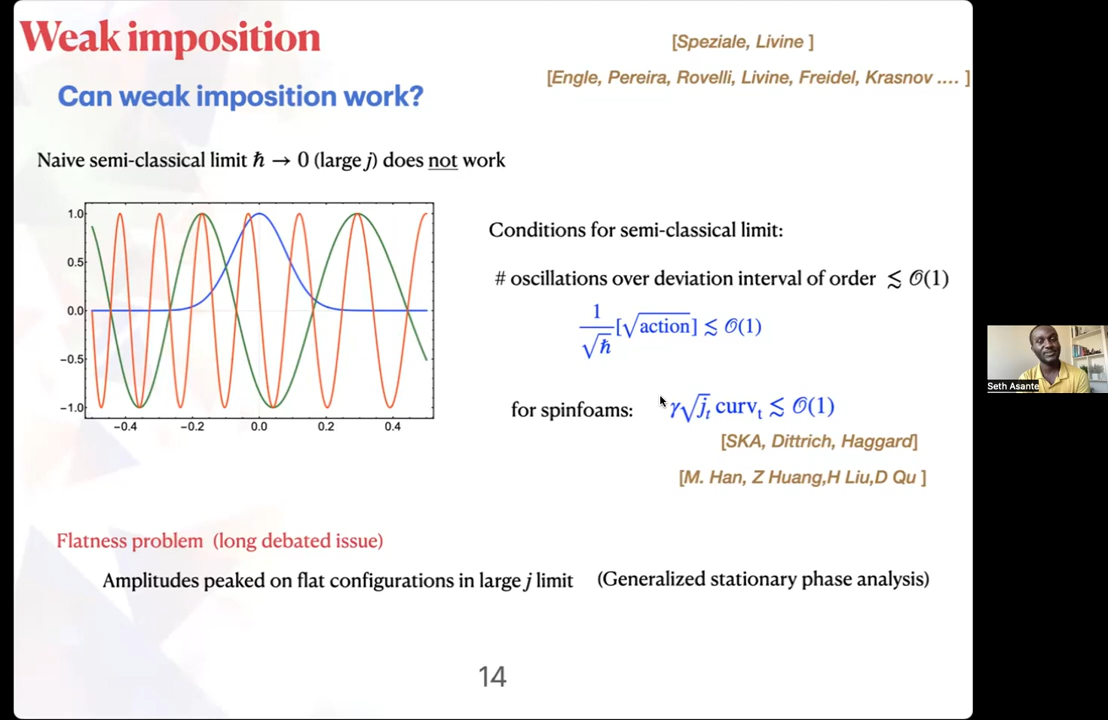 Weak imposition
[Speziale, Livine ]
[Engle, Pereira, Rovelli, Livine, Freidel, Krasnov .... ]
Can weak imposition work?
Naive semi-classical limit ℏ → 0 (large j) does not work
1.0
0.5
0.0
−0.5
−1.0
−0.4 −0.2 0.0 0.2 0.4
Conditions for semi-classical limit:
# oscillations over deviation interval of order ≲ 𝒪(1)
1/√ℏ [√action] ≲ 𝒪(1)
for spinfoams: γ√jₜ curvₜ ≲ 𝒪(1)
[SKA, Dittrich, Haggard]
[M. Han, Z Huang,H Liu,D Qu ]
Seth Asante
Flatness problem (long debated issue)
Amplitudes peaked on flat configurations in large j limit (Generalized stationary phase analysis)
14